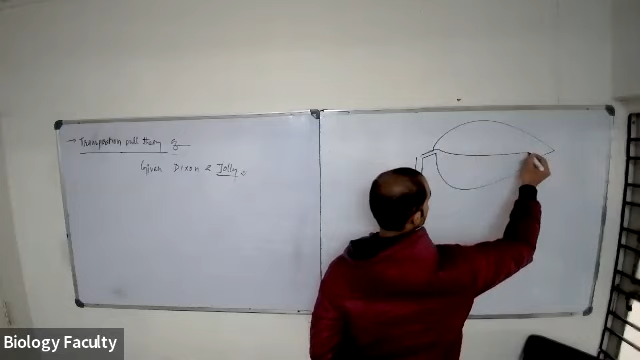 → Transpiration pull theory :-
Given Dixon & Jolly.
Biology Faculty